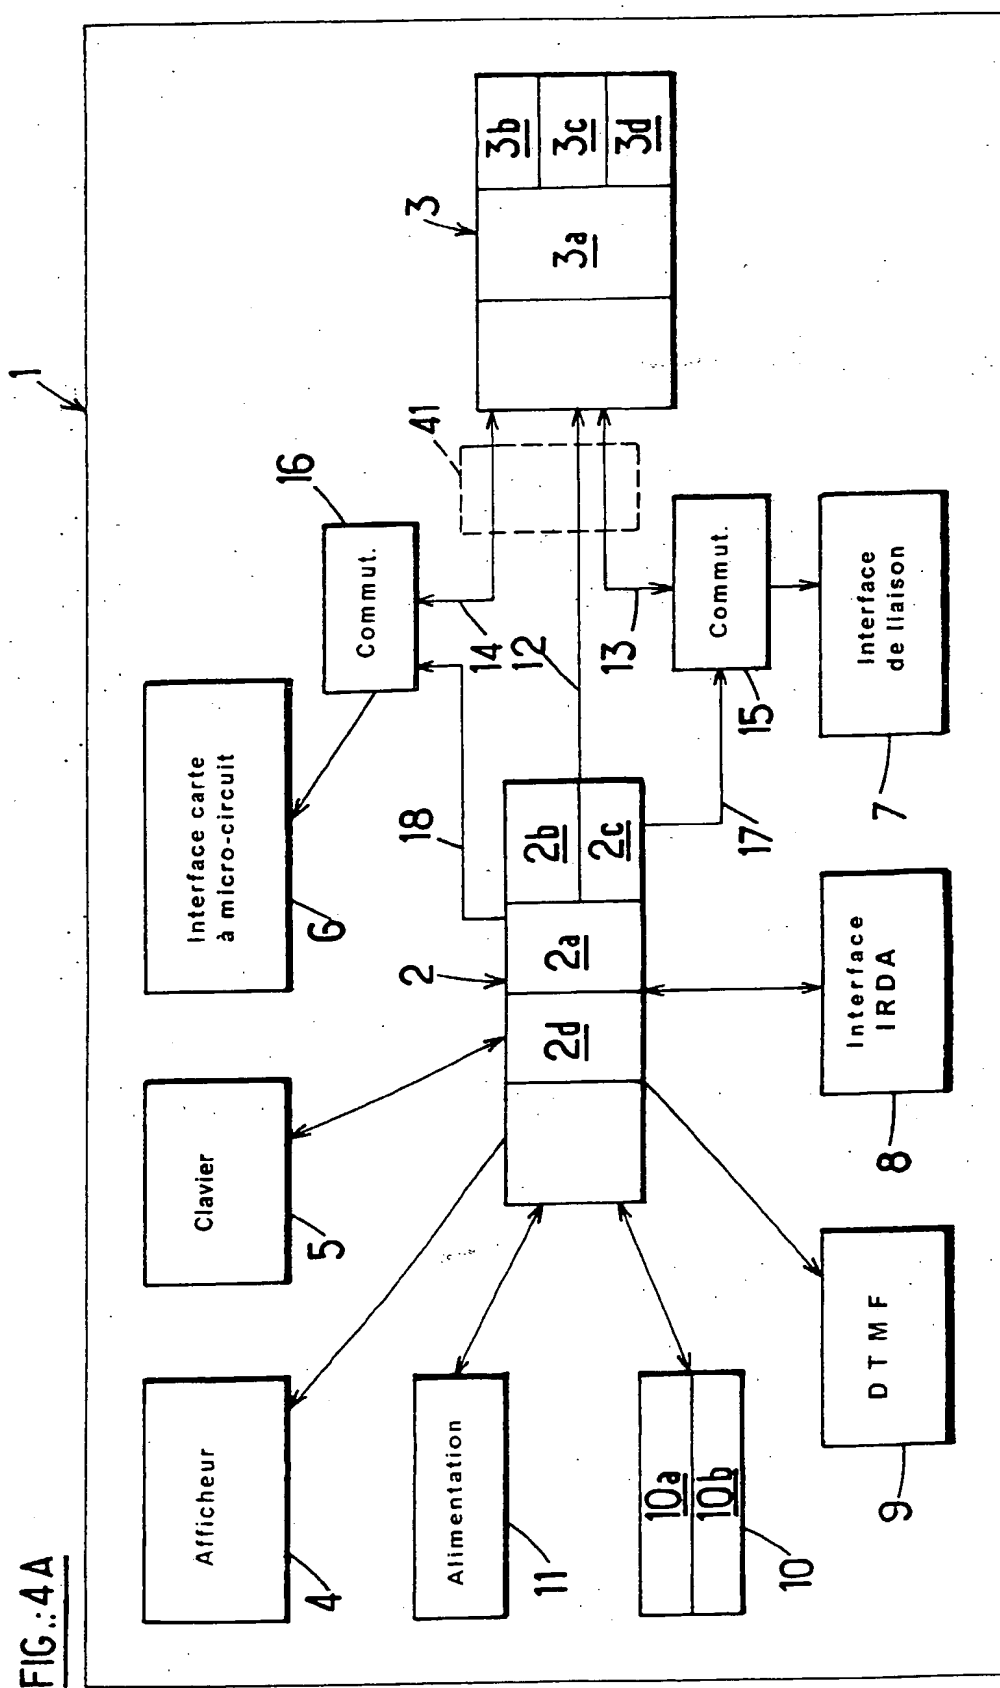 FIG.:4A
1
Afficheur
4
Clavier
5
Interface carte
à micro-circuit
6
Commut.
16
Alimentation
11
10a
10b
10
2
2d
2a
2b
2c
18
14
12
13
41
3
3a
3b
3c
3d
17
Commut.
15
DTMF
9
Interface
IRDA
8
Interface
de liaison
7